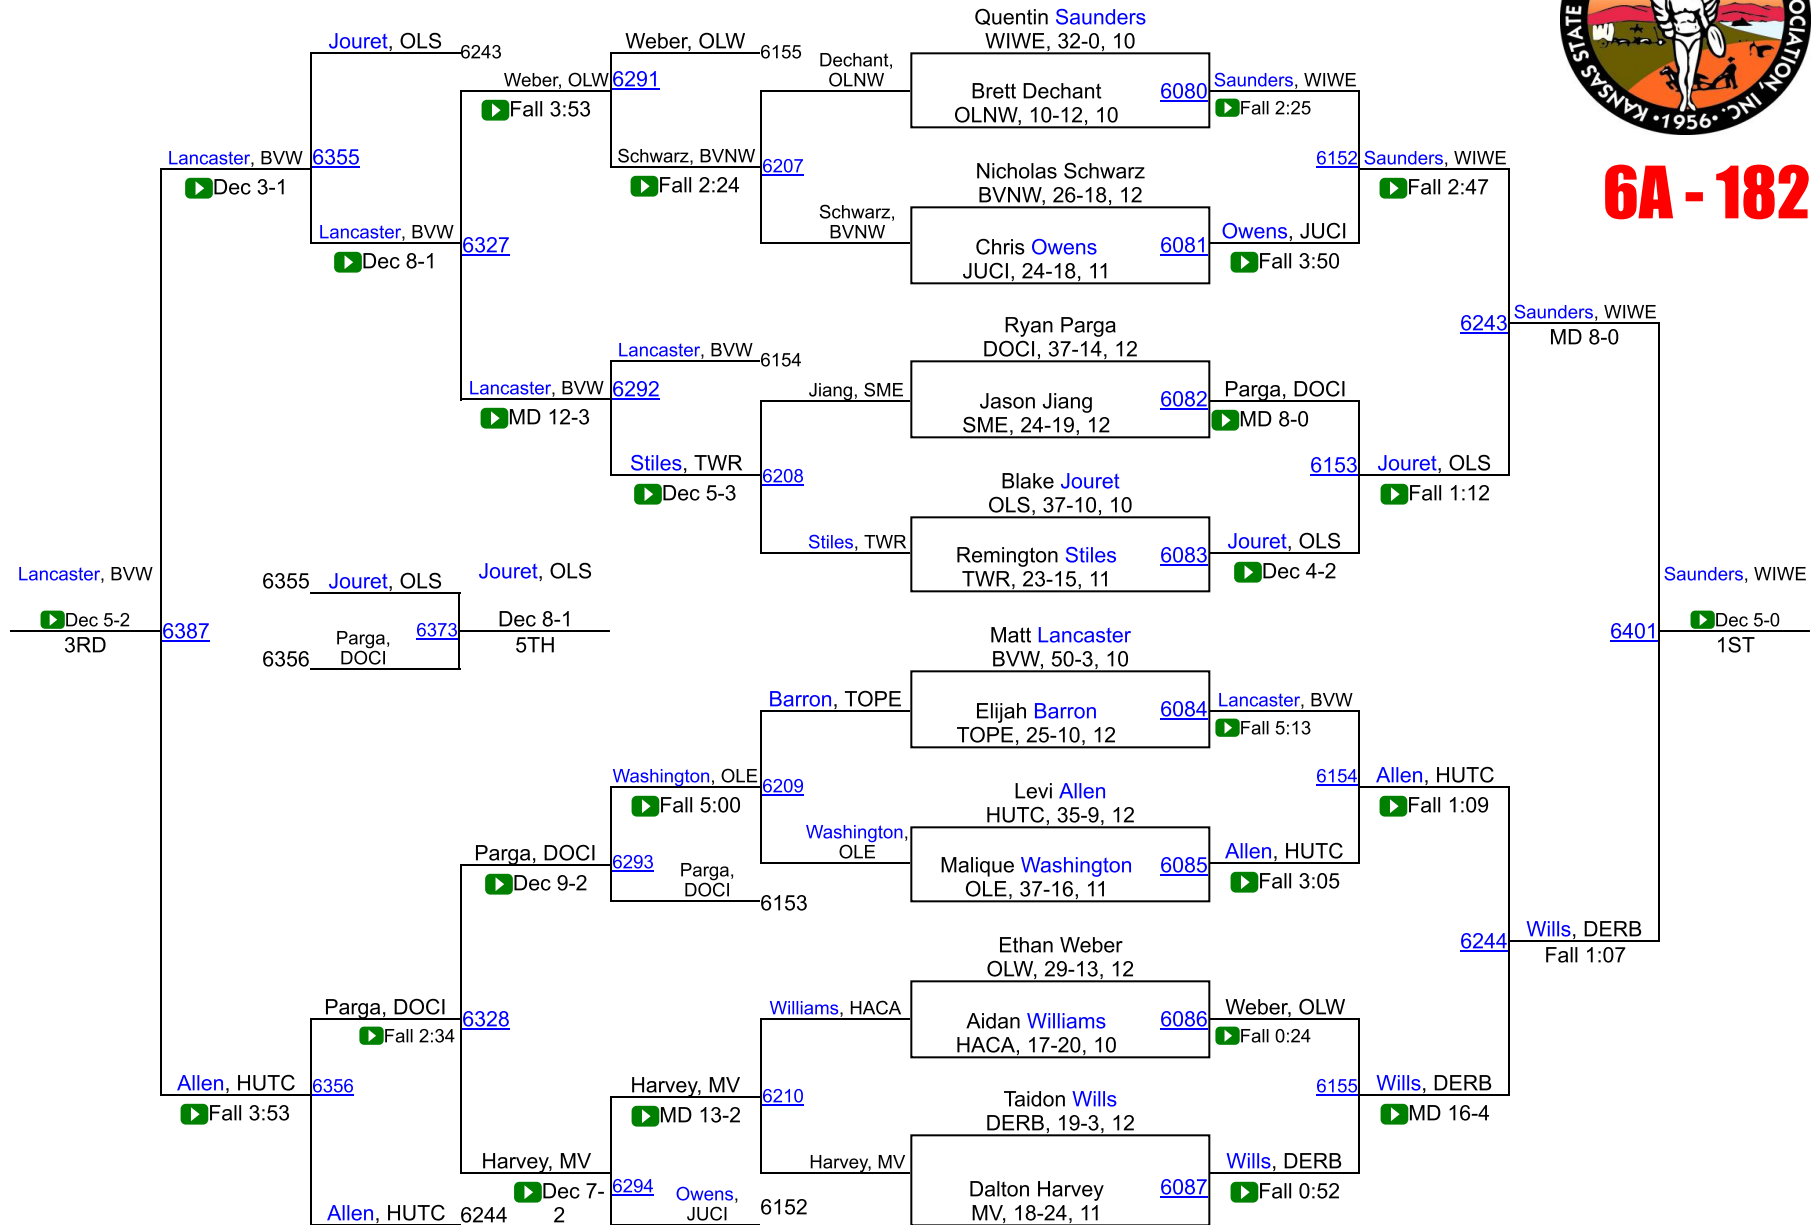 KANSAS STATE
OCIATION, INC.
•1956•
6A - 182
Jouret, OLS
6243
Weber, OLW
6291
Fall 3:53
Weber, OLW
6155
Schwarz, BVNW
6207
Fall 2:24
Dechant,
OLNW
Schwarz,
BVNW
Lancaster, BVW
6355
Dec 3-1
Lancaster, BVW
6327
Dec 8-1
Lancaster, BVW
6154
Lancaster, BVW
6292
MD 12-3
Stiles, TWR
6208
Dec 5-3
Jiang, SME
Stiles, TWR
Lancaster, BVW
Dec 5-2
6387
3RD
6355
Jouret, OLS
Jouret, OLS
Parga,
DOCI
6373
6356
Dec 8-1
5TH
Barron, TOPE
Washington, OLE
6209
Fall 5:00
Washington,
OLE
Parga, DOCI
6293
Dec 9-2
Parga,
DOCI
6153
Parga, DOCI
6328
Fall 2:34
Williams, HACA
Allen, HUTC
6356
Fall 3:53
Harvey, MV
6210
MD 13-2
Harvey, MV
Harvey, MV
6294
Dec 7-
2
Owens,
JUCI
6152
Allen, HUTC
6244
Quentin Saunders
WIWE, 32-0, 10
Brett Dechant
6080
OLNW, 10-12, 10
Nicholas Schwarz
BVNW, 26-18, 12
Chris Owens
6081
JUCI, 24-18, 11
Ryan Parga
DOCI, 37-14, 12
Jason Jiang
6082
SME, 24-19, 12
Blake Jouret
OLS, 37-10, 10
Remington Stiles
6083
TWR, 23-15, 11
Matt Lancaster
BVW, 50-3, 10
Elijah Barron
6084
TOPE, 25-10, 12
Levi Allen
HUTC, 35-9, 12
Malique Washington
6085
OLE, 37-16, 11
Ethan Weber
OLW, 29-13, 12
Aidan Williams
6086
HACA, 17-20, 10
Taidon Wills
DERB, 19-3, 12
Dalton Harvey
6087
MV, 18-24, 11
Saunders, WIWE
Fall 2:25
6152
Saunders, WIWE
Fall 2:47
Owens, JUCI
Fall 3:50
6243
Saunders, WIWE
MD 8-0
Parga, DOCI
MD 8-0
6153
Jouret, OLS
Fall 1:12
Jouret, OLS
Dec 4-2
Saunders, WIWE
Dec 5-0
6401
1ST
Lancaster, BVW
Fall 5:13
6154
Allen, HUTC
Fall 1:09
Allen, HUTC
Fall 3:05
6244
Wills, DERB
Fall 1:07
Weber, OLW
Fall 0:24
6155
Wills, DERB
MD 16-4
Wills, DERB
Fall 0:52